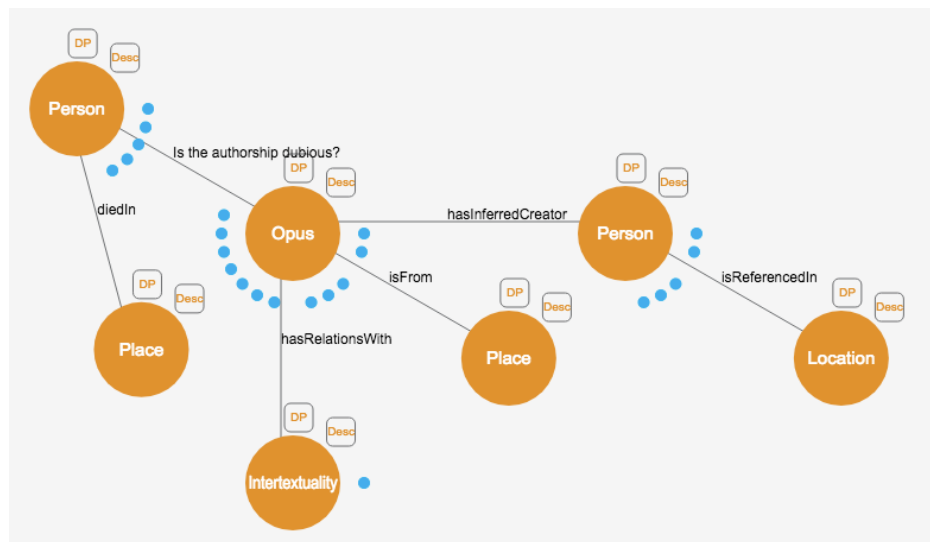 DP
Desc
Person
Is the authorship dubious?
DP
Desc
DP
Desc
diedIn
hasInferredCreator
Opus
Person
isFrom
isReferencedIn
DP
Desc
DP
Desc
DP
Desc
hasRelationsWith
Place
Place
Location
DP
Desc
Intertextuality